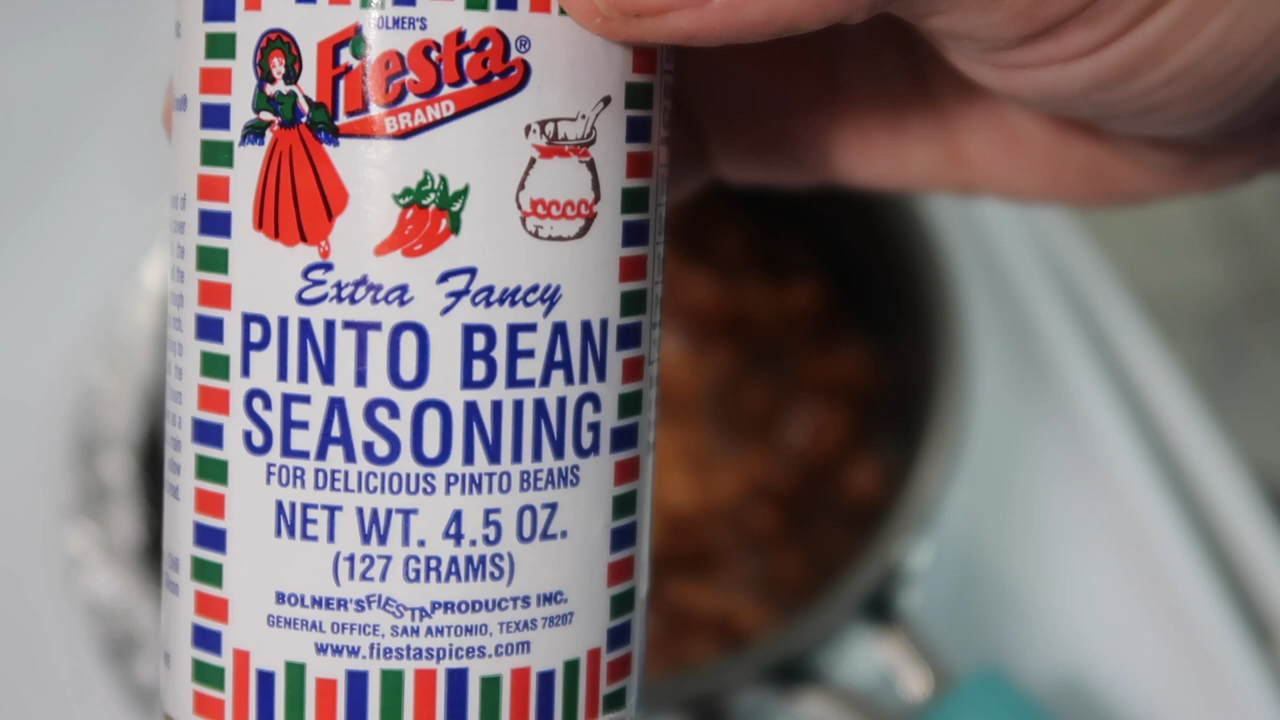 BOLNER'S
Fiesta®
BRAND
Extra Fancy
PINTO BEAN
SEASONING
FOR DELICIOUS PINTO BEANS
NET WT. 4.5 OZ.
(127 GRAMS)
BOLNER'S FIESTA PRODUCTS INC.
GENERAL OFFICE, SAN ANTONIO, TEXAS 78207
www.fiestaspices.com